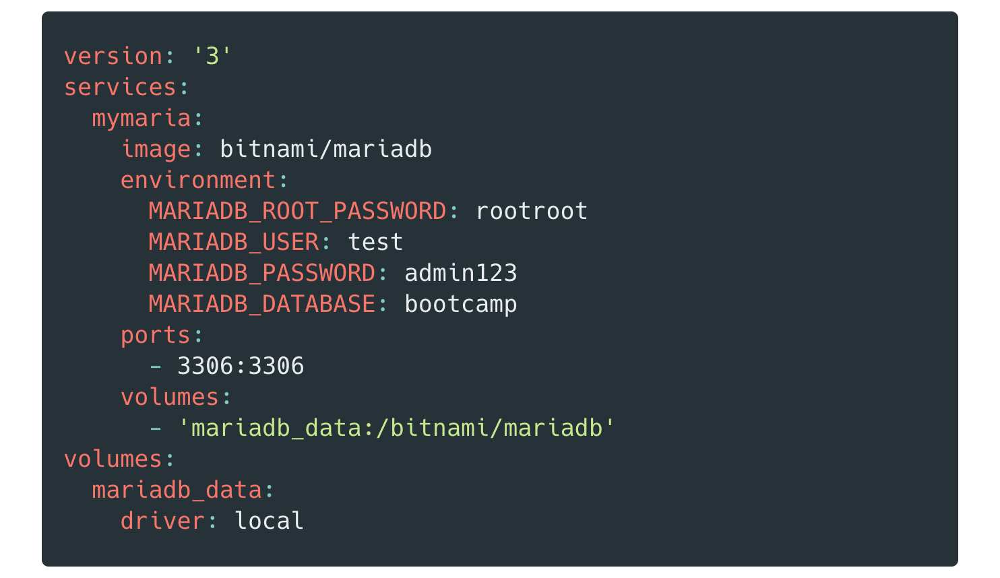 version: '3'
services:
  mymaria:
    image: bitnami/mariadb
    environment:
      MARIADB_ROOT_PASSWORD: rootroot
      MARIADB_USER: test
      MARIADB_PASSWORD: admin123
      MARIADB_DATABASE: bootcamp
    ports:
      - 3306:3306
    volumes:
      - 'mariadb_data:/bitnami/mariadb'
volumes:
  mariadb_data:
    driver: local